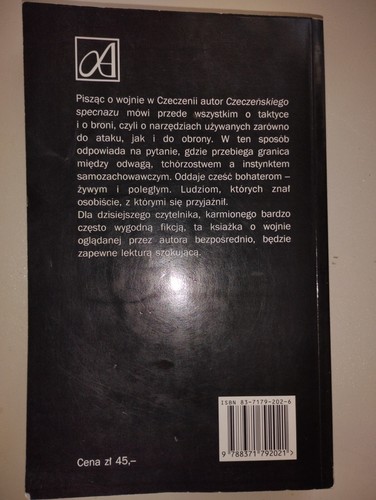 Pisząc o wojnie w Czeczenii autor Czeczeńskiego
specnazu mówi przede wszystkim o taktyce
i o broni, czyli o narzędziach używanych zarówno
do ataku, jak i do obrony. W ten sposób
odpowiada na pytanie, gdzie przebiega granica
między odwagą, tchórzostwem a instynktem
samozachowawczym. Oddaje cześć bohaterom –
żywym i poległym. Ludziom, których znał
osobiście, z którymi się przyjaźnił.
Dla dzisiejszego czytelnika, karmionego bardzo
często wygodną fikcją, ta książka o wojnie
oglądanej przez autora bezpośrednio, będzie
zapewne lekturą szokującą.
ISBN 83-7179-202-6
9 788371 792021 >
Cena zł 45,–